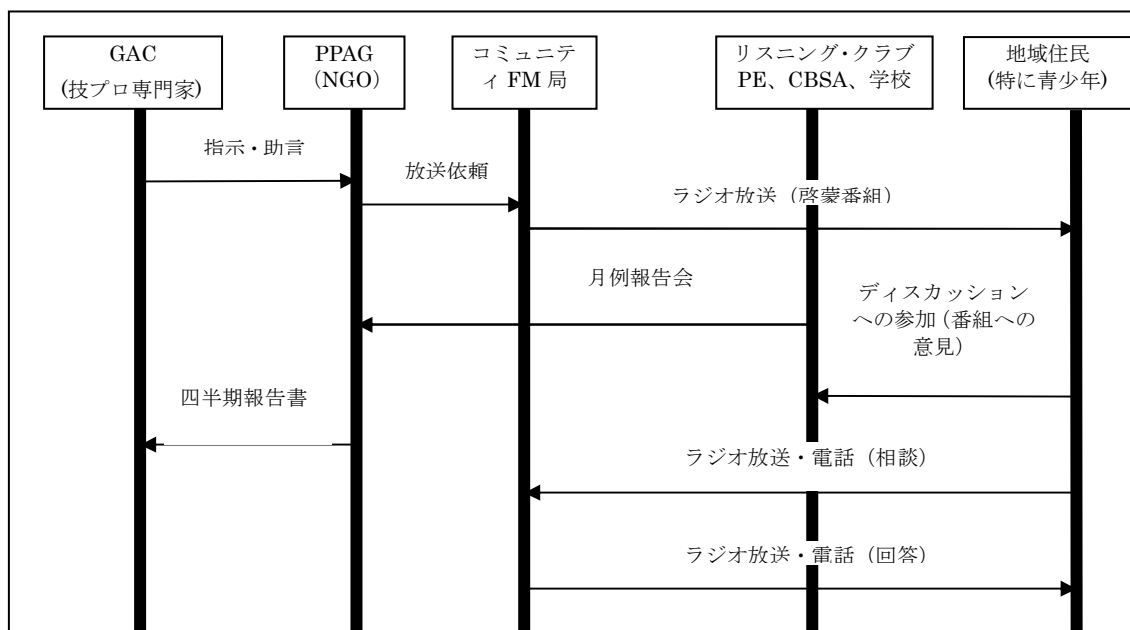 GAC
(技プロ専門家)
PPAG
(NGO)
コミュニテ
ィ FM 局
リスニング・クラブ
PE、CBSA、学校
地域住民
(特に青少年)
指示・助言
放送依頼
ラジオ放送（啓蒙番組）
月例報告会
ディスカッション
への参加 (番組への
意見)
四半期報告書
ラジオ放送・電話（相談）
ラジオ放送・電話（回答）